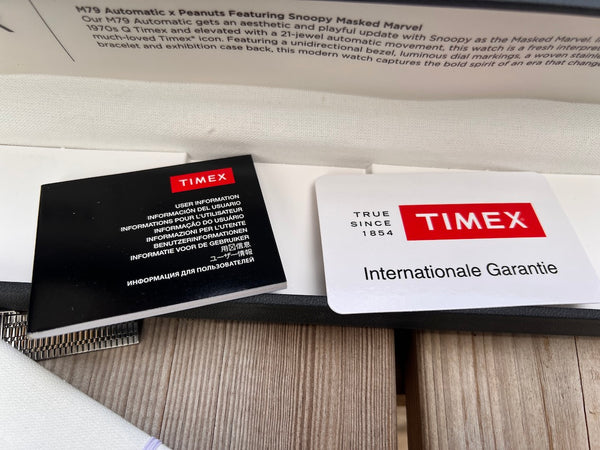 M79 Automatic x Peanuts Featuring Snoopy Masked Marvel
Our M79 Automatic gets an aesthetic and playful update with Snoopy as the Masked Marvel.
1970s Q Timex and elevated with a 21-jewel automatic movement, this watch is a fresh
much-loved Timex® icon. Featuring a unidirectional bezel, luminous dial markings, a woven
bracelet and exhibition case back, this modern watch captures the bold spirit of an era that
TIMEX
USER INFORMATION
INFORMACIÓN DEL USUARIO
INFORMATIONS POUR L'UTILISATEUR
INFORMAÇÃO DO USUÁRIO
INFORMAZIONI PER L'UTENTE
BENUTZERINFORMATIONEN
INFORMATIE VOOR DE GEBRUIKER
用図信息
ユーザー情報
ИНФОРМАЦИЯ ДЛЯ ПОЛЬЗОВАТЕЛЕЙ
TRUE
SINCE
1854
TIMEX
Internationale Garantie